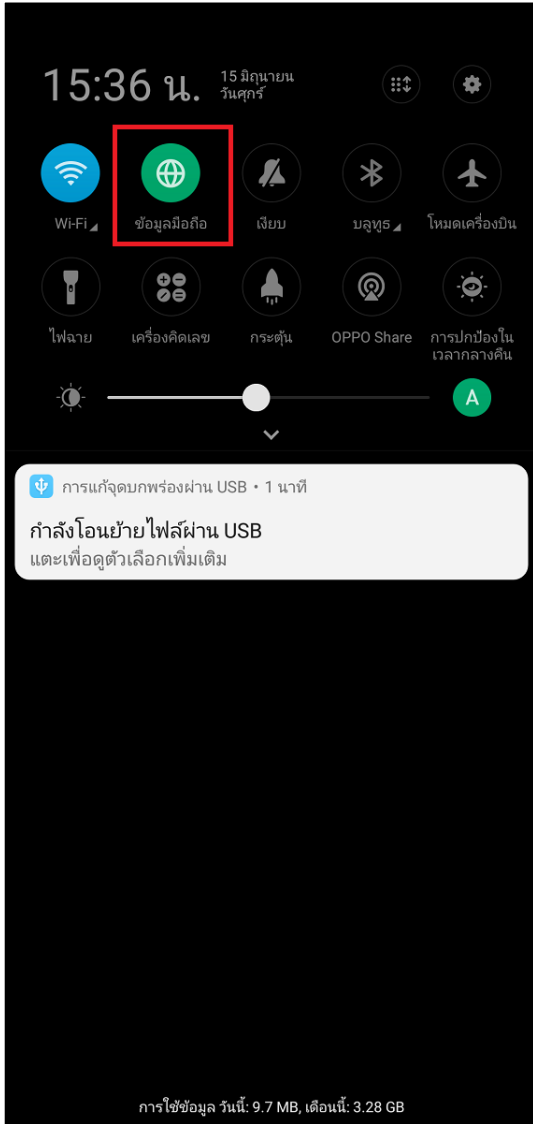 15:36 น.
15 มิถุนายน
วันศุกร์
Wi-Fi
ข้อมูลมือถือ
เงียบ
บลูทูธ
โหมดเครื่องบิน
ไฟฉาย
เครื่องคิดเลข
กระตุ้น
OPPO Share
การปกป้องใน
เวลากลางคืน
A
การแก้จุดบกพร่องผ่าน USB • 1 นาที
กำลังโอนย้ายไฟล์ผ่าน USB
แตะเพื่อดูตัวเลือกเพิ่มเติม
การใช้ข้อมูล วันนี้: 9.7 MB, เดือนนี้: 3.28 GB